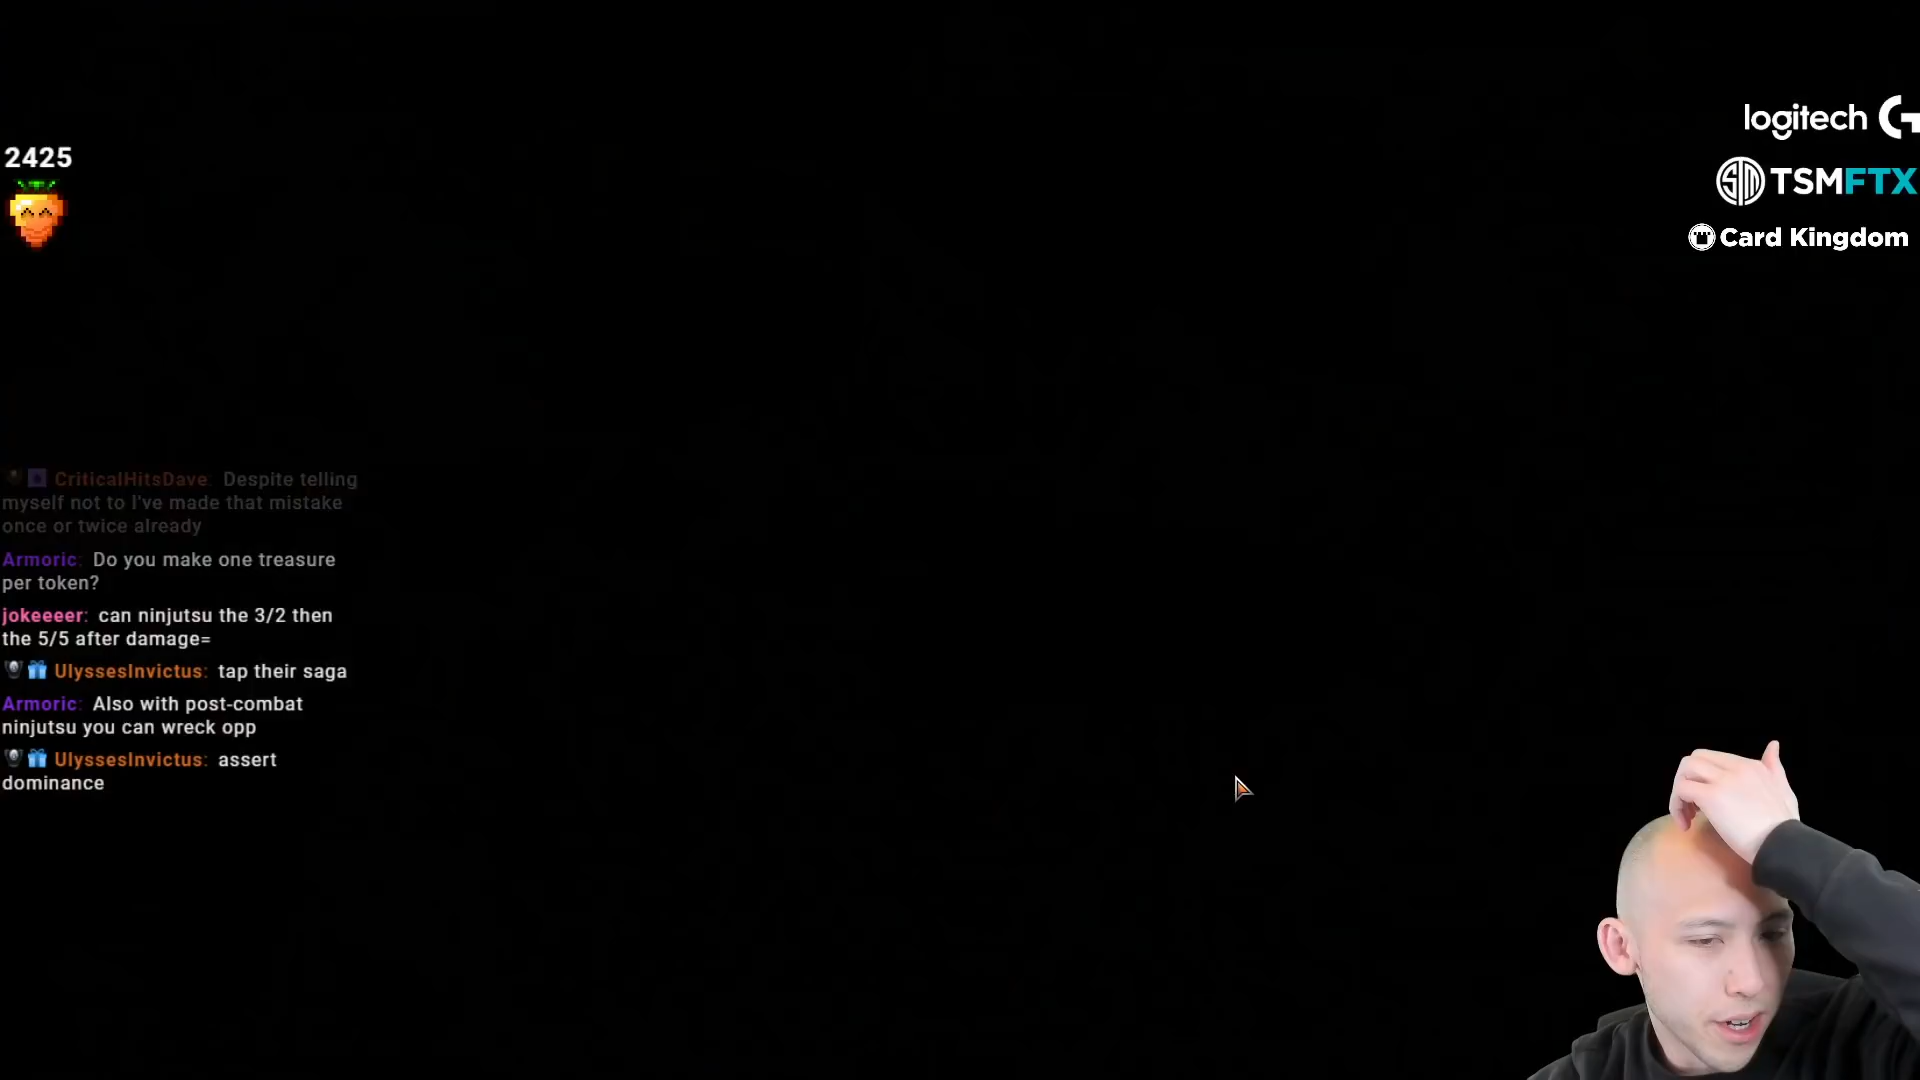 logitech G
2425
TSMFTX
Card Kingdom
CriticalHitsDave: Despite telling
myself not to I've made that mistake
once or twice already
Armoric: Do you make one treasure
per token?
jokeeeer: can ninjutsu the 3/2 then
the 5/5 after damage=
UlyssesInvictus: tap their saga
Armoric: Also with post-combat
ninjutsu you can wreck opp
UlyssesInvictus: assert
dominance